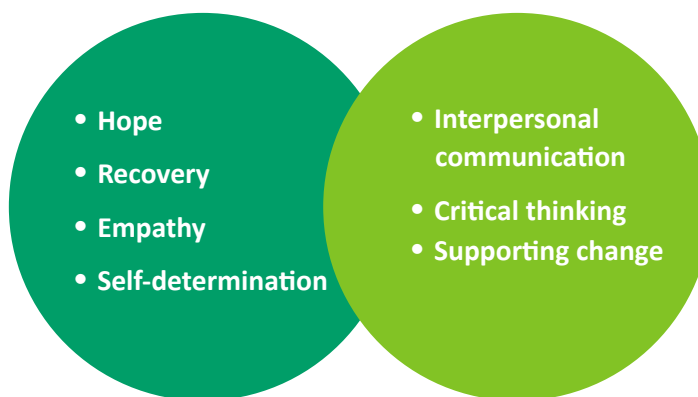 • Hope
• Recovery
• Empathy
• Self-determination
• Interpersonal
communication
• Critical thinking
• Supporting change